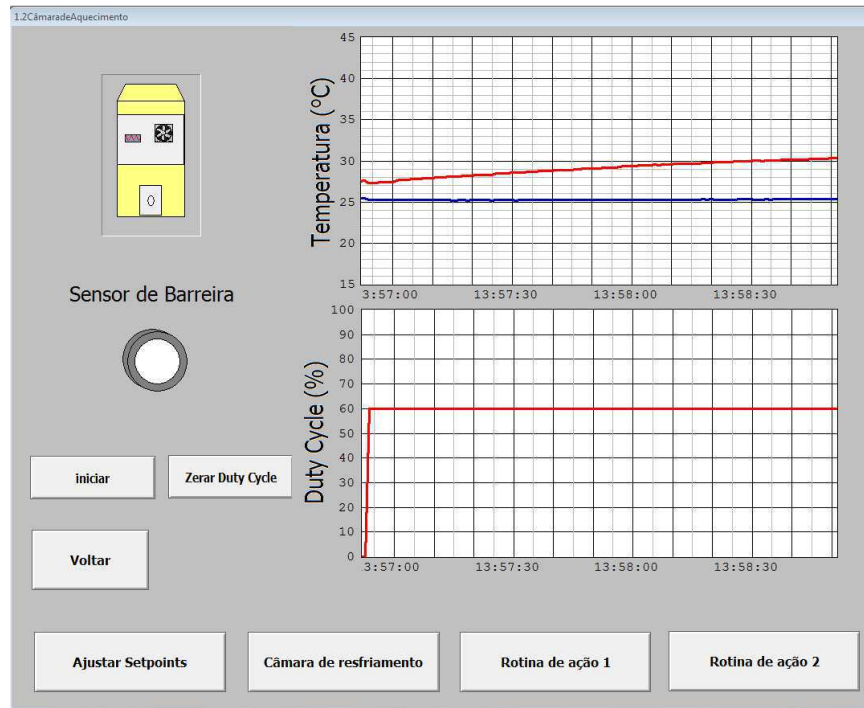 1.2CâmaradeAquecimento
Temperatura (ºC)
45
40
35
30
25
20
15
3:57:00 13:57:30 13:58:00 13:58:30
Sensor de Barreira
Duty Cycle (%)
100
90
80
70
60
50
40
30
20
10
0
3:57:00 13:57:30 13:58:00 13:58:30
iniciar
Zerar Duty Cycle
Voltar
Ajustar Setpoints
Câmara de resfriamento
Rotina de ação 1
Rotina de ação 2